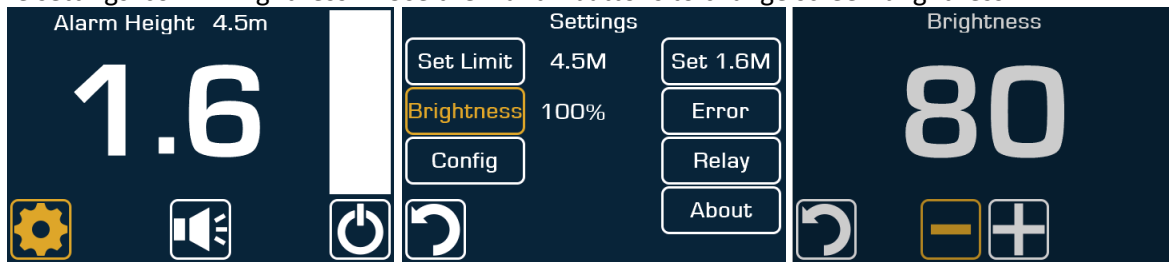 Alarm Height 4.5m
1.6
Settings
Set Limit 4.5M Set 1.6M
Brightness 100% Error
Config Relay
About
Brightness
80